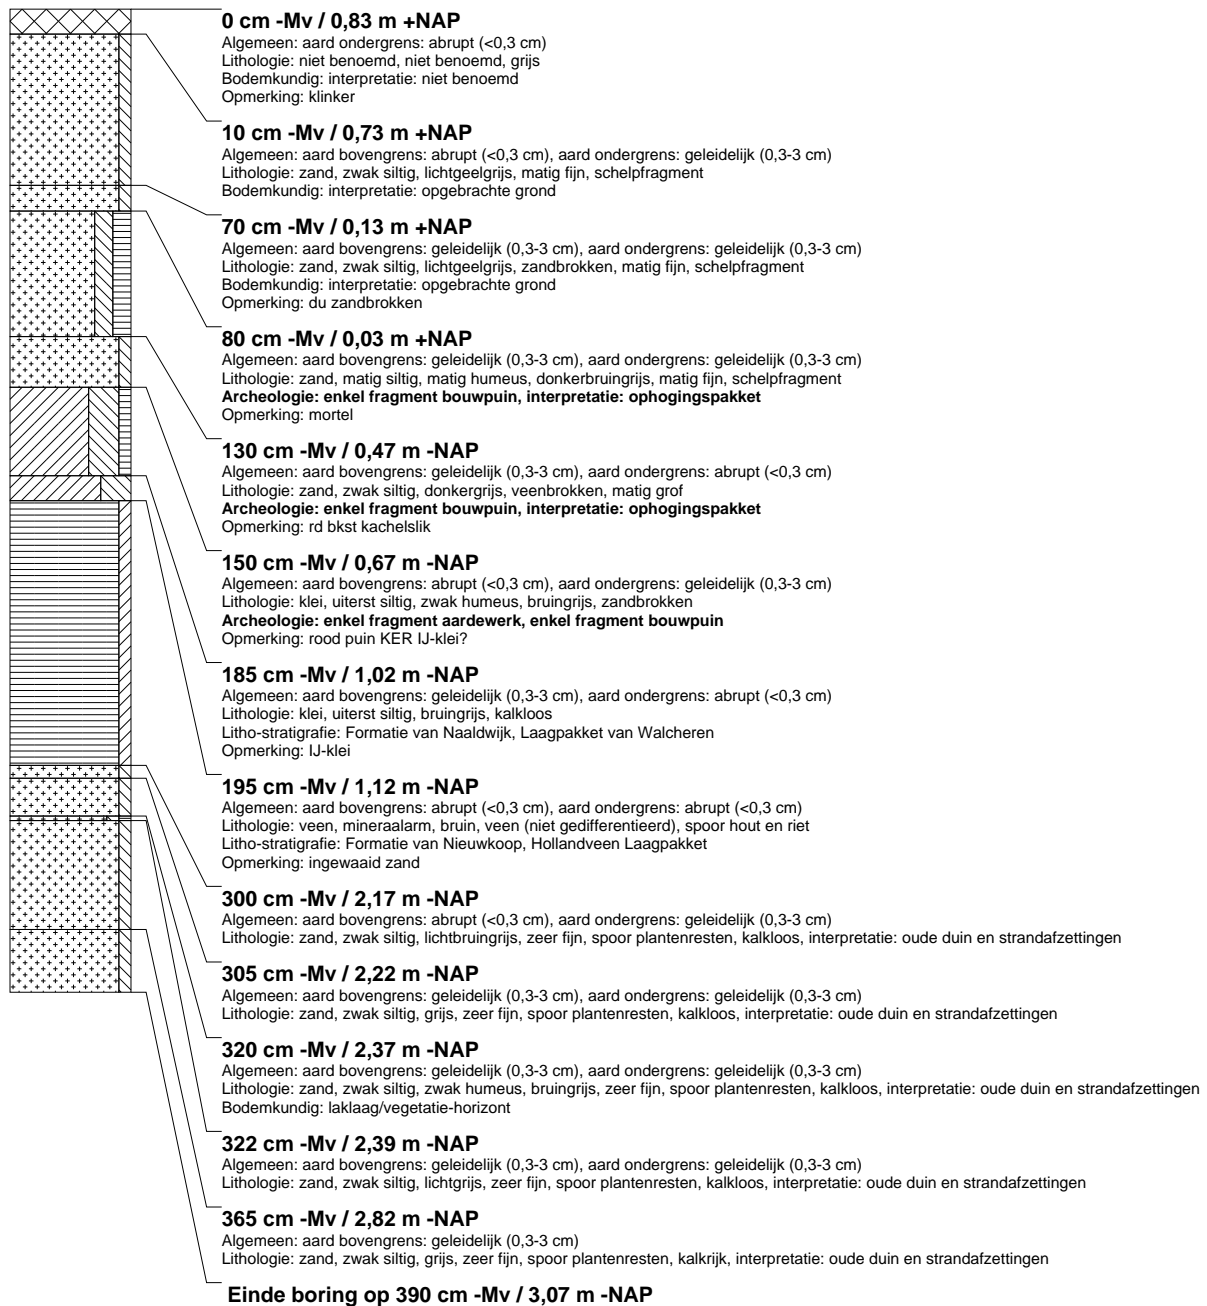 0 cm -Mv / 0,83 m +NAP
Algemeen: aard ondergrens: abrupt (<0,3 cm)
Lithologie: niet benoemd, niet benoemd, grijs
Bodemkundig: interpretatie: niet benoemd
Opmerking: klinker
10 cm -Mv / 0,73 m +NAP
Algemeen: aard bovengrens: abrupt (<0,3 cm), aard ondergrens: geleidelijk (0,3-3 cm)
Lithologie: zand, zwak siltig, lichtgeelgrijs, matig fijn, schelpfragment
Bodemkundig: interpretatie: opgebrachte grond
70 cm -Mv / 0,13 m +NAP
Algemeen: aard bovengrens: geleidelijk (0,3-3 cm), aard ondergrens: geleidelijk (0,3-3 cm)
Lithologie: zand, zwak siltig, lichtgeelgrijs, zandbrokken, matig fijn, schelpfragment
Bodemkundig: interpretatie: opgebrachte grond
Opmerking: du zandbrokken
80 cm -Mv / 0,03 m +NAP
Algemeen: aard bovengrens: geleidelijk (0,3-3 cm), aard ondergrens: geleidelijk (0,3-3 cm)
Lithologie: zand, matig siltig, matig humeus, donkerbruingrijs, matig fijn, schelpfragment
Archeologie: enkel fragment bouwpuin, interpretatie: ophogingspakket
Opmerking: mortel
130 cm -Mv / 0,47 m -NAP
Algemeen: aard bovengrens: geleidelijk (0,3-3 cm), aard ondergrens: abrupt (<0,3 cm)
Lithologie: zand, zwak siltig, donkergrijs, veenbrokken, matig grof
Archeologie: enkel fragment bouwpuin, interpretatie: ophogingspakket
Opmerking: rd bkst kachelslik
150 cm -Mv / 0,67 m -NAP
Algemeen: aard bovengrens: abrupt (<0,3 cm), aard ondergrens: geleidelijk (0,3-3 cm)
Lithologie: klei, uiterst siltig, zwak humeus, bruingrijs, zandbrokken
Archeologie: enkel fragment aardewerk, enkel fragment bouwpuin
Opmerking: rood puin KER IJ-klei?
185 cm -Mv / 1,02 m -NAP
Algemeen: aard bovengrens: geleidelijk (0,3-3 cm), aard ondergrens: abrupt (<0,3 cm)
Lithologie: klei, uiterst siltig, bruingrijs, kalkloos
Litho-stratigrafie: Formatie van Naaldwijk, Laagpakket van Walcheren
Opmerking: IJ-klei
195 cm -Mv / 1,12 m -NAP
Algemeen: aard bovengrens: abrupt (<0,3 cm), aard ondergrens: abrupt (<0,3 cm)
Lithologie: veen, mineraalarm, bruin, veen (niet gedifferentieerd), spoor hout en riet
Litho-stratigrafie: Formatie van Nieuwkoop, Hollandveen Laagpakket
Opmerking: ingewaaid zand
300 cm -Mv / 2,17 m -NAP
Algemeen: aard bovengrens: abrupt (<0,3 cm), aard ondergrens: geleidelijk (0,3-3 cm)
Lithologie: zand, zwak siltig, lichtbruingrijs, zeer fijn, spoor plantenresten, kalkloos, interpretatie: oude duin en strandafzettingen
305 cm -Mv / 2,22 m -NAP
Algemeen: aard bovengrens: geleidelijk (0,3-3 cm), aard ondergrens: geleidelijk (0,3-3 cm)
Lithologie: zand, zwak siltig, grijs, zeer fijn, spoor plantenresten, kalkloos, interpretatie: oude duin en strandafzettingen
320 cm -Mv / 2,37 m -NAP
Algemeen: aard bovengrens: geleidelijk (0,3-3 cm), aard ondergrens: geleidelijk (0,3-3 cm)
Lithologie: zand, zwak siltig, zwak humeus, bruingrijs, zeer fijn, spoor plantenresten, kalkloos, interpretatie: oude duin en strandafzettingen
Bodemkundig: laklaag/vegetatie-horizont
322 cm -Mv / 2,39 m -NAP
Algemeen: aard bovengrens: geleidelijk (0,3-3 cm), aard ondergrens: geleidelijk (0,3-3 cm)
Lithologie: zand, zwak siltig, lichtgrijs, zeer fijn, spoor plantenresten, kalkloos, interpretatie: oude duin en strandafzettingen
365 cm -Mv / 2,82 m -NAP
Algemeen: aard bovengrens: geleidelijk (0,3-3 cm)
Lithologie: zand, zwak siltig, grijs, zeer fijn, spoor plantenresten, kalkrijk, interpretatie: oude duin en strandafzettingen
Einde boring op 390 cm -Mv / 3,07 m -NAP